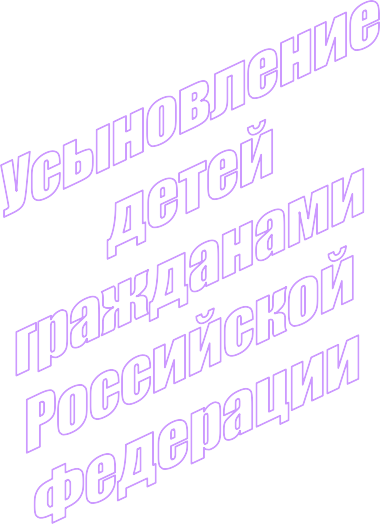 Усыновление
детей
гражданами
Российской
Федерации